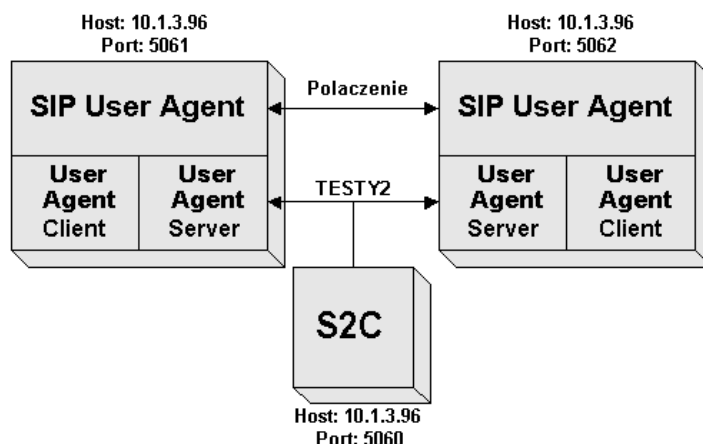 Host: 10.1.3.96
Port: 5061
Host: 10.1.3.96
Port: 5062
SIP User Agent
Polaczenie
SIP User Agent
User
Agent
Client
User
Agent
Server
TESTY2
User
Agent
Server
User
Agent
Client
S2C
Host: 10.1.3.96
Port: 5060